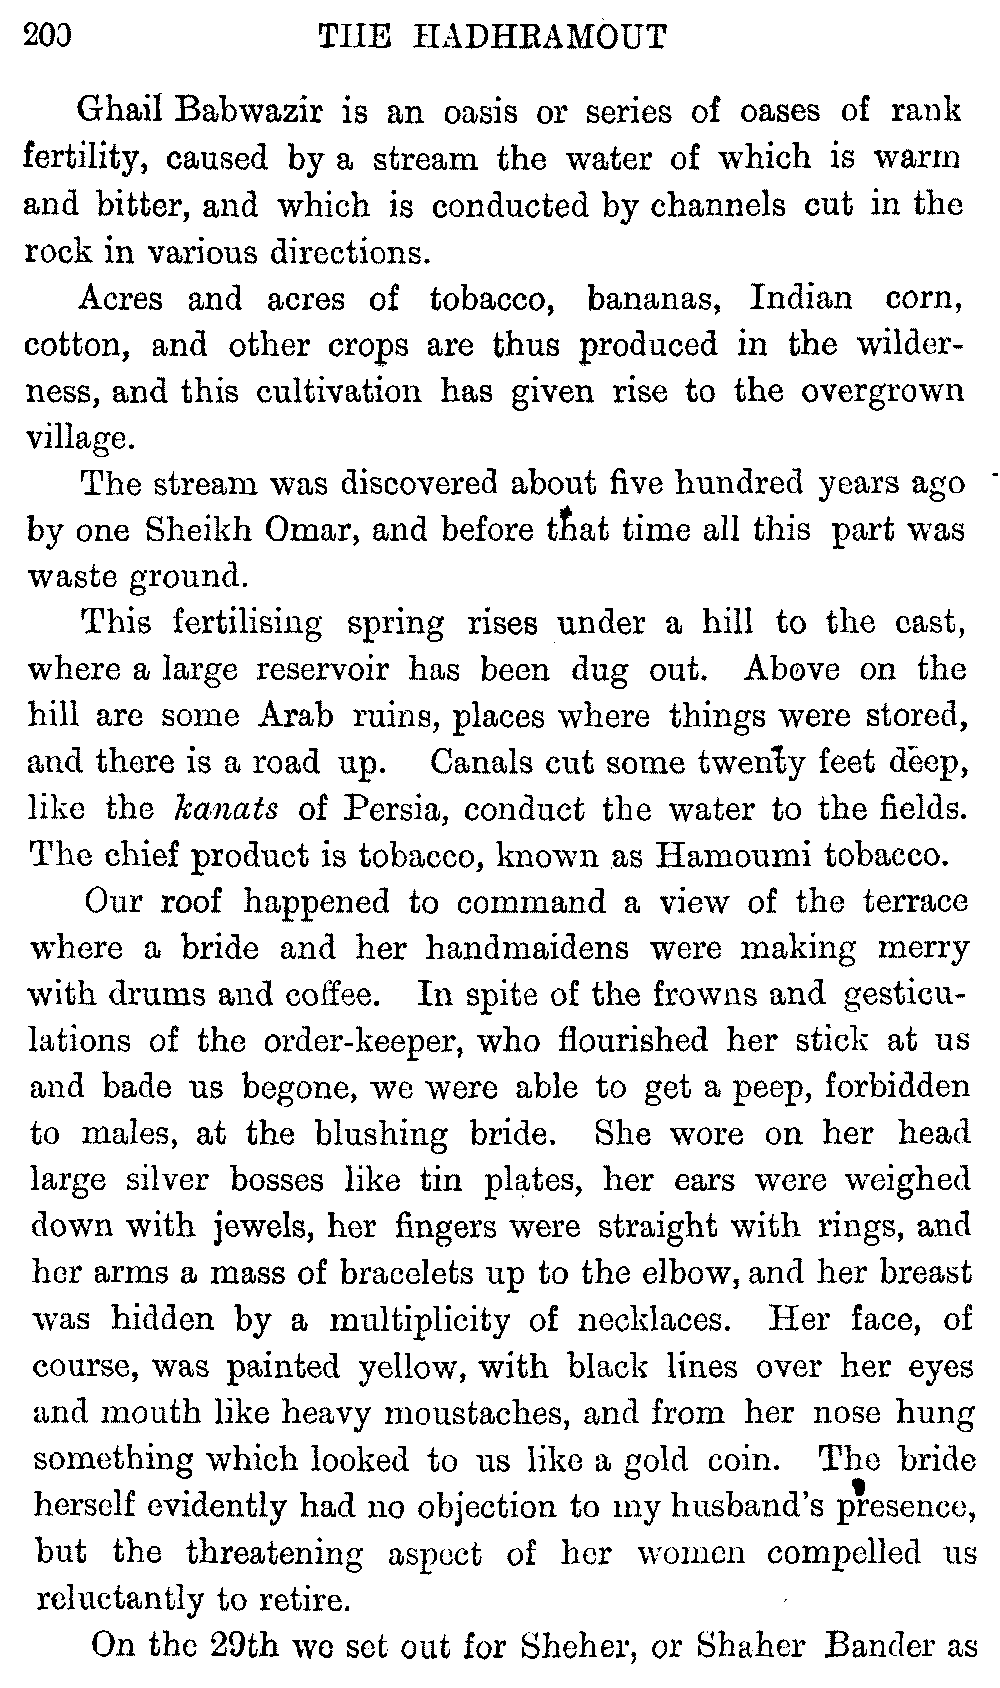 200 THE HADHRAMOUT
Ghail Babwazir is an oasis or series of oases of rank
fertility, caused by a stream the water of which is warm
and bitter, and which is conducted by channels cut in the
rock in various directions.
Acres and acres of tobacco, bananas, Indian corn,
cotton, and other crops are thus produced in the wilder-
ness, and this cultivation has given rise to the overgrown
village.
The stream was discovered about five hundred years ago
by one Sheikh Omar, and before that time all this part was
waste ground.
This fertilising spring rises under a hill to the east,
where a large reservoir has been dug out. Above on the
hill are some Arab ruins, places where things were stored,
and there is a road up. Canals cut some twenty feet deep,
like the kanats of Persia, conduct the water to the fields.
The chief product is tobacco, known as Hamoumi tobacco.
Our roof happened to command a view of the terrace
where a bride and her handmaidens were making merry
with drums and coffee. In spite of the frowns and gesticu-
lations of the order-keeper, who flourished her stick at us
and bade us begone, we were able to get a peep, forbidden
to males, at the blushing bride. She wore on her head
large silver bosses like tin plates, her ears were weighed
down with jewels, her fingers were straight with rings, and
her arms a mass of bracelets up to the elbow, and her breast
was hidden by a multiplicity of necklaces. Her face, of
course, was painted yellow, with black lines over her eyes
and mouth like heavy moustaches, and from her nose hung
something which looked to us like a gold coin. The bride
herself evidently had no objection to my husband's presence,
but the threatening aspect of her women compelled us
reluctantly to retire.
On the 29th we set out for Sheher, or Shaher Bander as